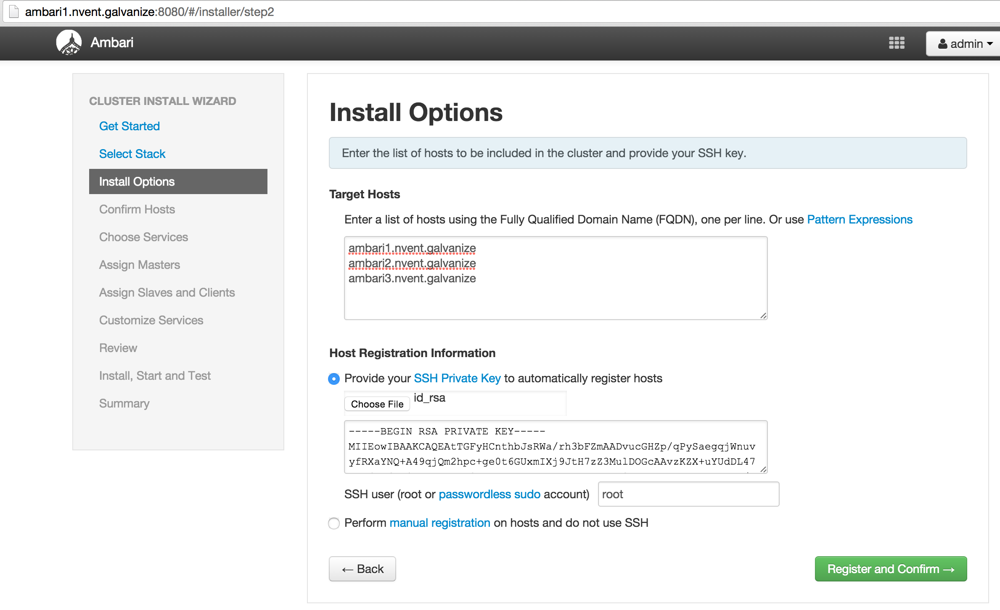 ambari1.nvent.galvanize:8080/#/installer/step2
Ambari
admin
CLUSTER INSTALL WIZARD
Get Started
Select Stack
Install Options
Confirm Hosts
Choose Services
Assign Masters
Assign Slaves and Clients
Customize Services
Review
Install, Start and Test
Summary
Install Options
Enter the list of hosts to be included in the cluster and provide your SSH key.
Target Hosts
Enter a list of hosts using the Fully Qualified Domain Name (FQDN), one per line. Or use Pattern Expressions
ambari1.nvent.galvanize
ambari2.nvent.galvanize
ambari3.nvent.galvanize
Host Registration Information
Provide your SSH Private Key to automatically register hosts
Choose File id_rsa
-----BEGIN RSA PRIVATE KEY-----
MIIEowIBAAKCAQEAtTGFyHCnthbJsRWa/rh3bFZmAADvucGHZp/qPySaegqjWnuv
yfRXaYNQ+A49qjQm2hpc+ge0t6GUxmIXj9JtH7zZ3MulDOGcAAvzKZX+uYUdDL47
SSH user (root or passwordless sudo account) root
Perform manual registration on hosts and do not use SSH
← Back
Register and Confirm →